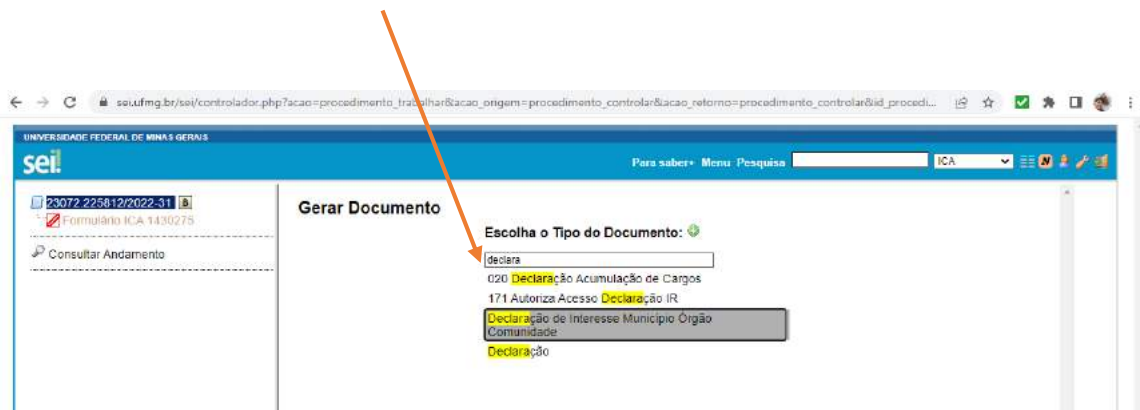 sei.ufmg.br/sei/controlador.php?acao=procedimento_trabalhar&acao_origem=procedimento_controlar&acao_retorno=procedimento_controlar&id_procedi...
UNIVERSIDADE FEDERAL DE MINAS GERAIS
sei!
Para saber+ Menu Pesquisa
ICA
23072.225812/2022-31
Formulário ICA 1430275
Consultar Andamento
Gerar Documento
Escolha o Tipo do Documento:
declara
020 Declaração Acumulação de Cargos
171 Autoriza Acesso Declaração IR
Declaração de Interesse Município Órgão
Comunidade
Declaração